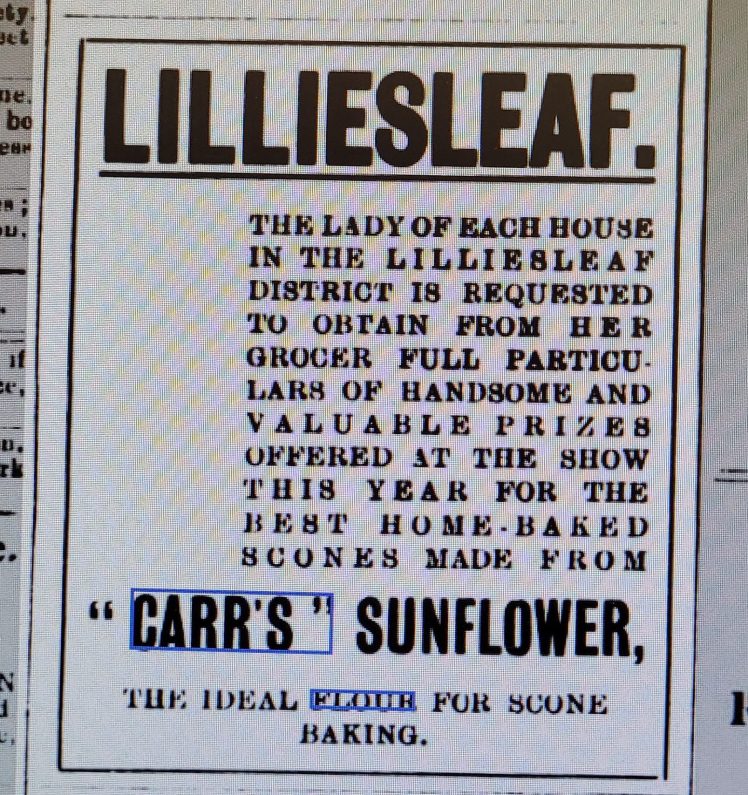 LILLIESLEAF.
THE LADY OF EACH HOUSE
IN THE LILLIESLEAF
DISTRICT IS REQUESTED
TO OBTAIN FROM HER
GROCER FULL PARTICU-
LARS OF HANDSOME AND
VALUABLE PRIZES
OFFERED AT THE SHOW
THIS YEAR FOR THE
BEST HOME-BAKED
SCONES MADE FROM
"CARR'S" SUNFLOWER,
THE IDEAL FLOUR FOR SCONE
BAKING.